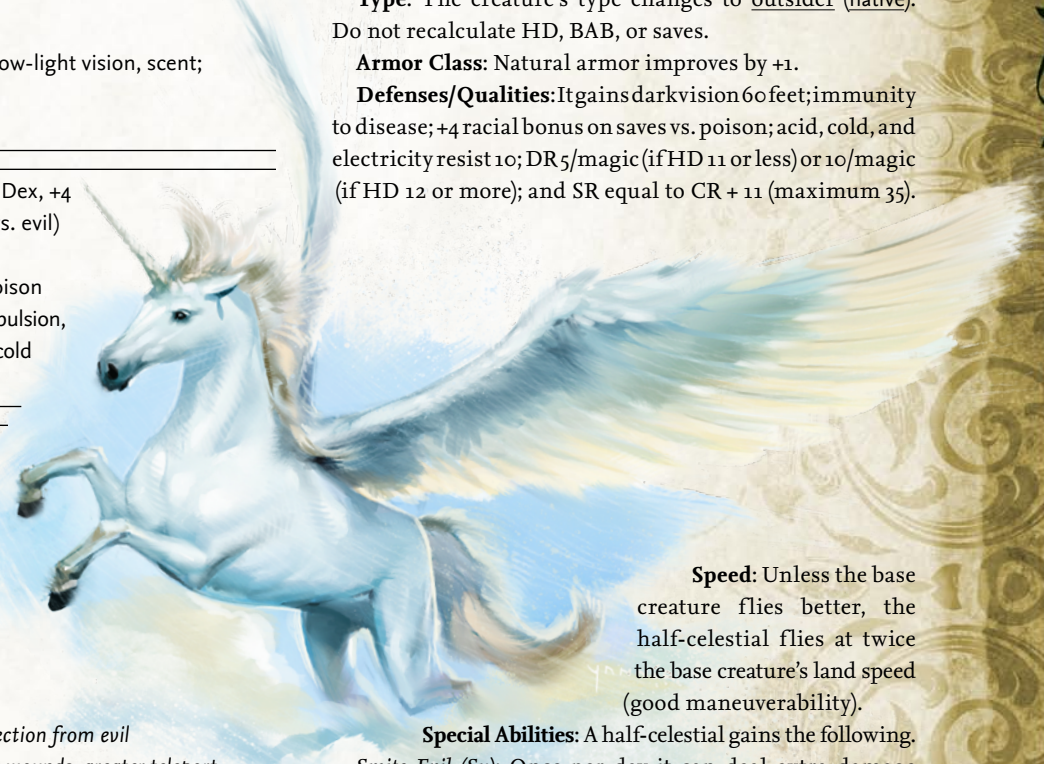 ow-light vision, scent;
Dex, +4
s. evil)
oison
pulsion,
cold
ection from evil
wounds, greater teleport
Type: The creature's type changes to outsider (native).
Do not recalculate HD, BAB, or saves.
Armor Class: Natural armor improves by +1.
Defenses/Qualities: It gains darkvision 60 feet; immunity
to disease; +4 racial bonus on saves vs. poison; acid, cold, and
electricity resist 10; DR 5/magic (if HD 11 or less) or 10/magic
(if HD 12 or more); and SR equal to CR + 11 (maximum 35).
Speed: Unless the base
creature flies better, the
half-celestial flies at twice
the base creature's land speed
(good maneuverability).
Special Abilities: A half-celestial gains the following.
Smite Evil (Su): Once per day it can deal extra damage